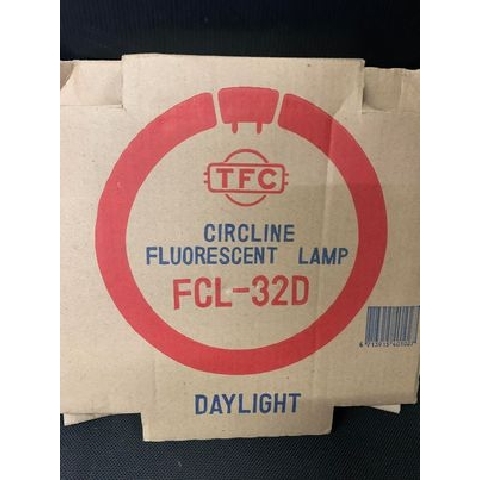 TFC
CIRCLINE
FLUORESCENT LAMP
FCL-32D
DAYLIGHT